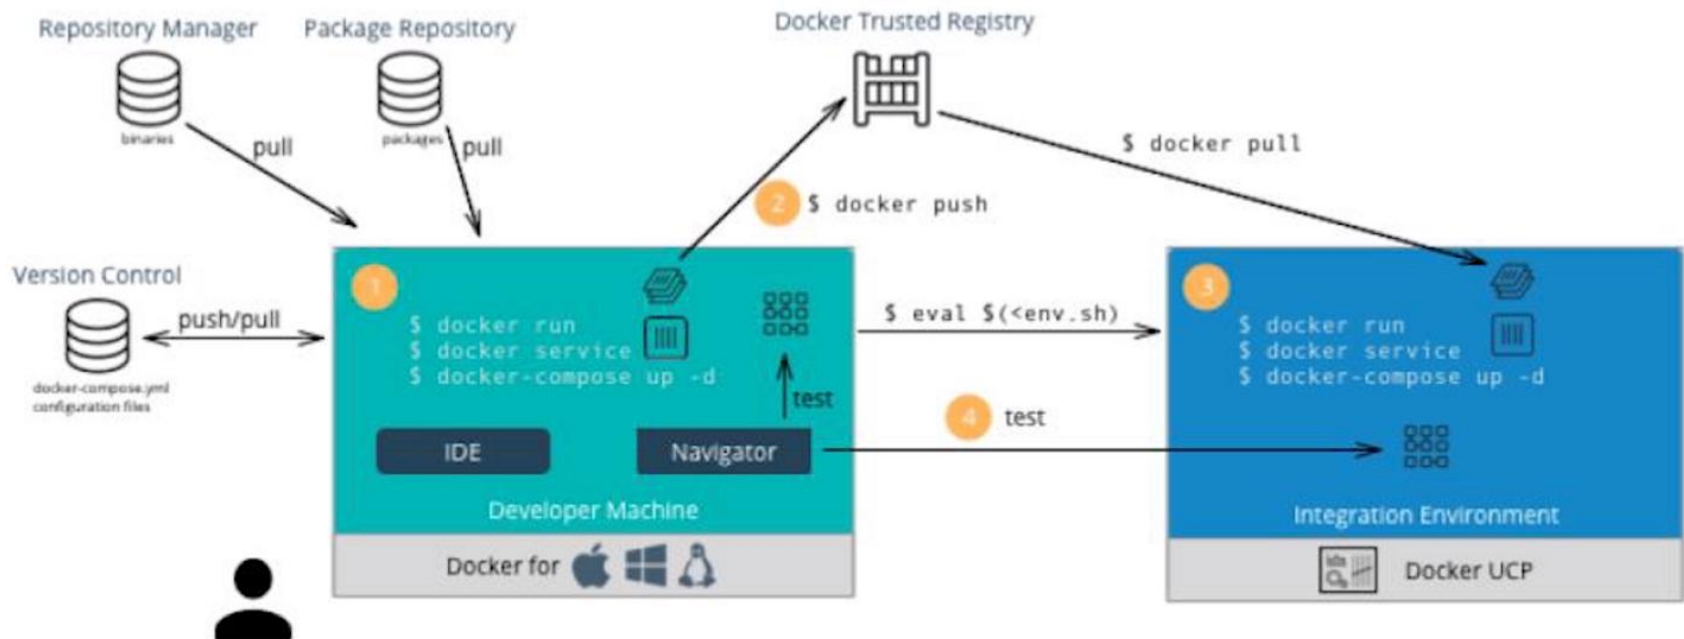 Repository Manager
Package Repository
Docker Trusted Registry
binaries
packages
pull
pull
$ docker pull
2
$ docker push
Version Control
push/pull
docker-compose.yml
configuration files
1
$ docker run
$ docker service
$ docker-compose up -d
test
IDE
Navigator
Developer Machine
Docker for
$ eval $(<env.sh)
4
test
3
$ docker run
$ docker service
$ docker-compose up -d
Integration Environment
Docker UCP